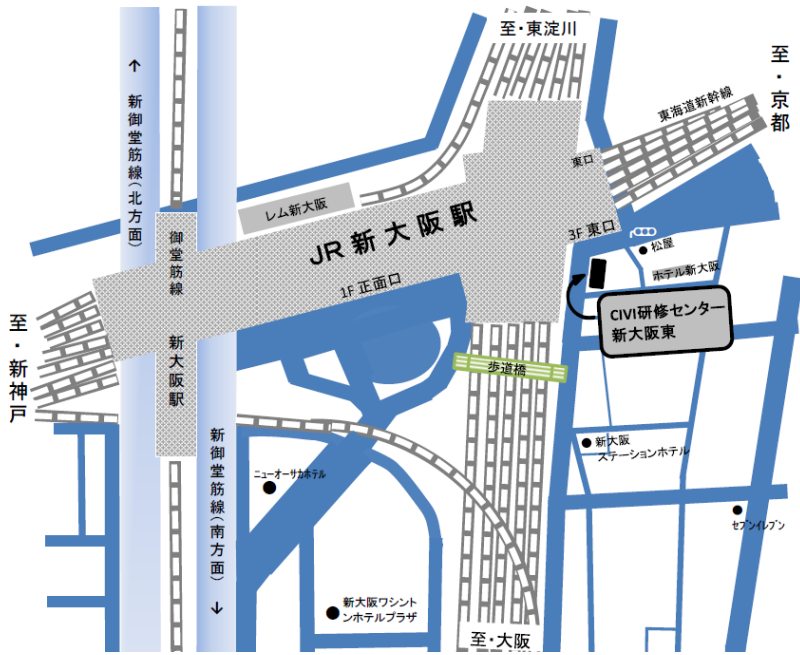 至・東淀川
至・京都
東海道新幹線
新御堂筋線(北方面)
東口
レム新大阪
JR新大阪駅
3F 東口
御堂筋線
松屋
ホテル新大阪
1F 正面口
CIVI研修センター
新大阪東
至・新神戸
新大阪駅
歩道橋
新御堂筋線(南方面)
新大阪
ステーションホテル
ニューオーサカホテル
セブンイレブン
新大阪ワシント
ンホテルプラザ
至・大阪